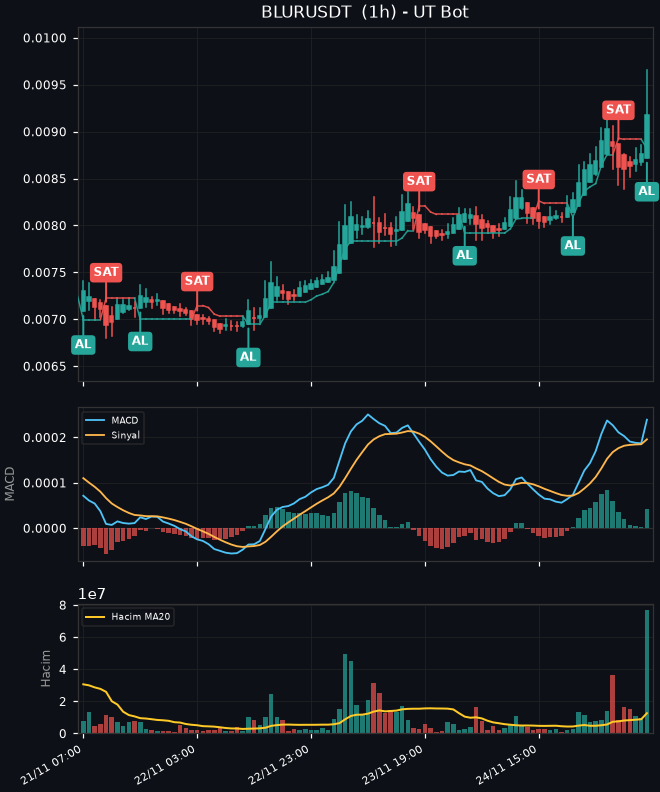 BLURUSDT (1h) - UT Bot
0.0100
0.0095
0.0090
0.0085
0.0080
0.0075
0.0070
0.0065
SAT
SAT
SAT
SAT
SAT
AL
AL
AL
AL
AL
AL
MACD
0.0002
0.0001
0.0000
MACD
Sinyal
1e7
Hacim
8
6
4
2
0
Hacim MA20
21/11 07:00
22/11 03:00
22/11 23:00
23/11 19:00
24/11 15:00